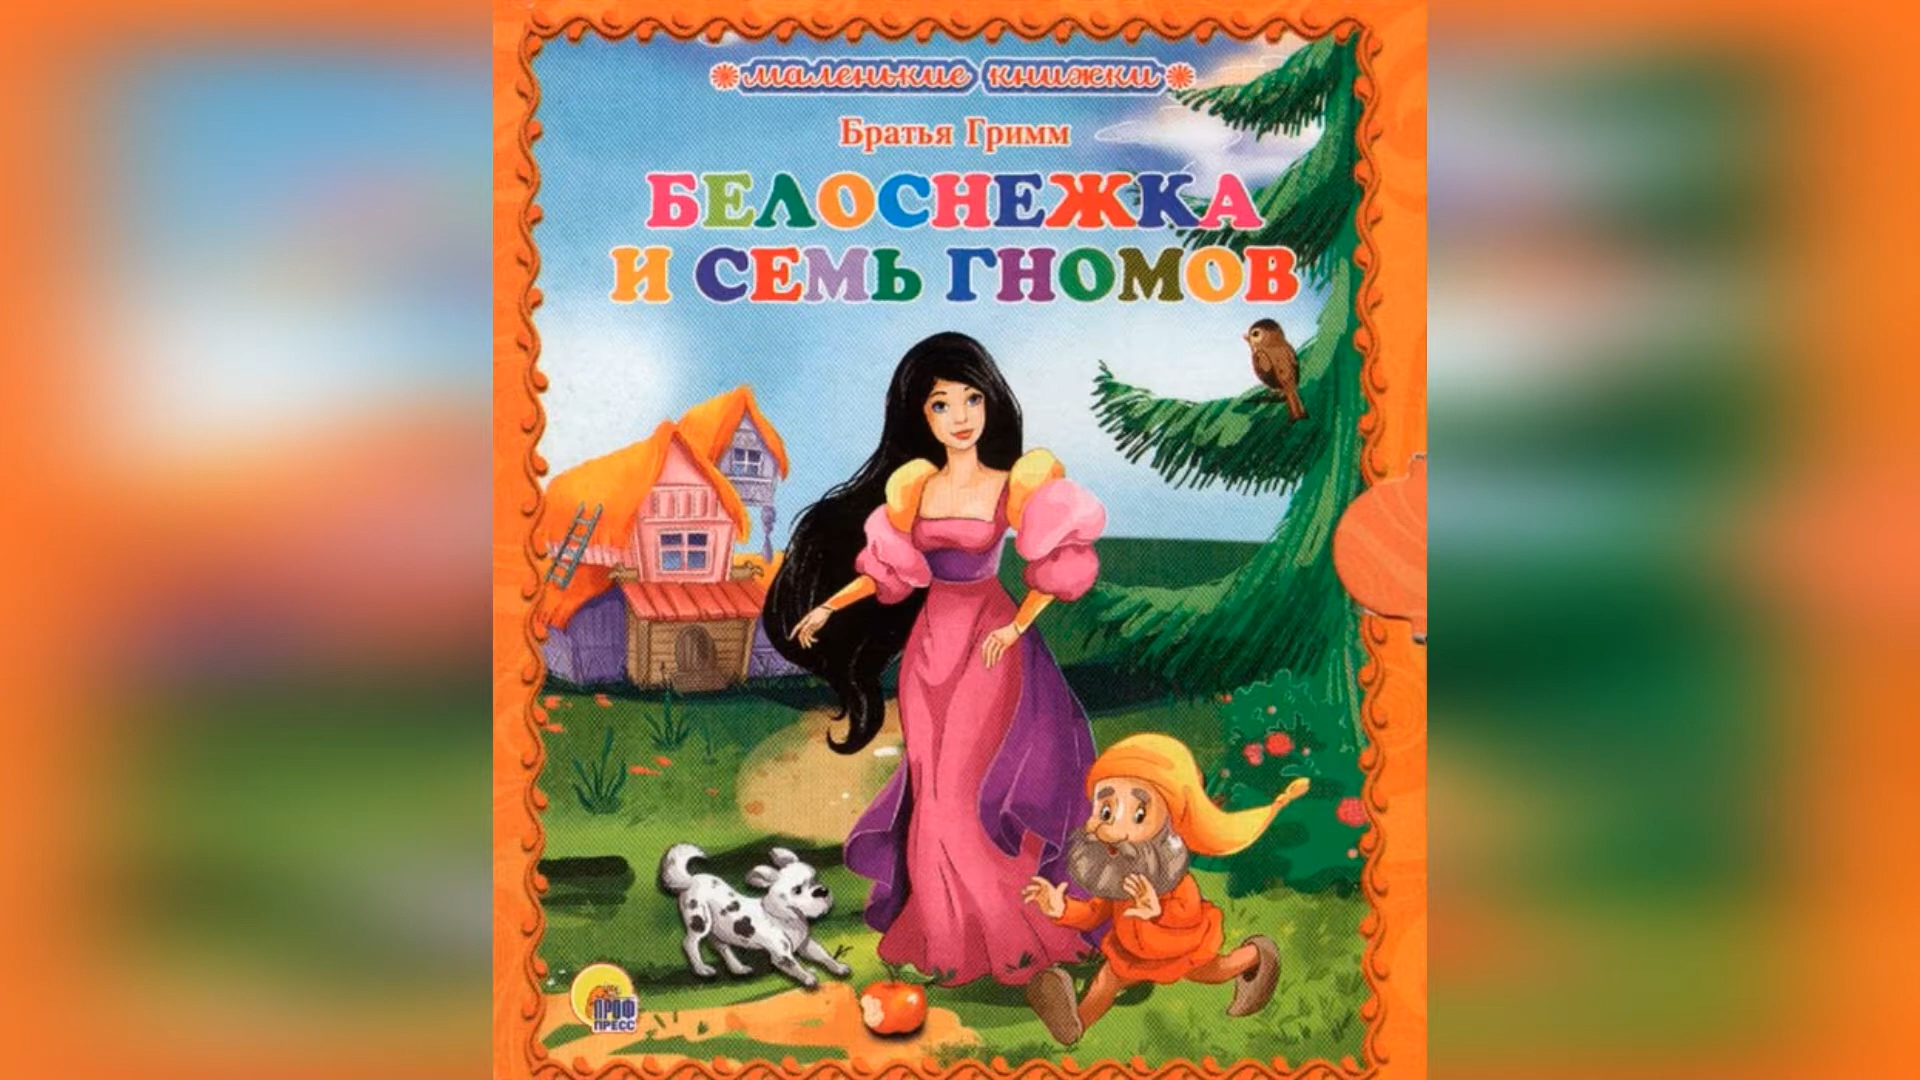 маленькие книжки
Братья Гримм
БЕЛОСНЕЖКА
И СЕМЬ ГНОМОВ
ПРОФ
ПРЕСС